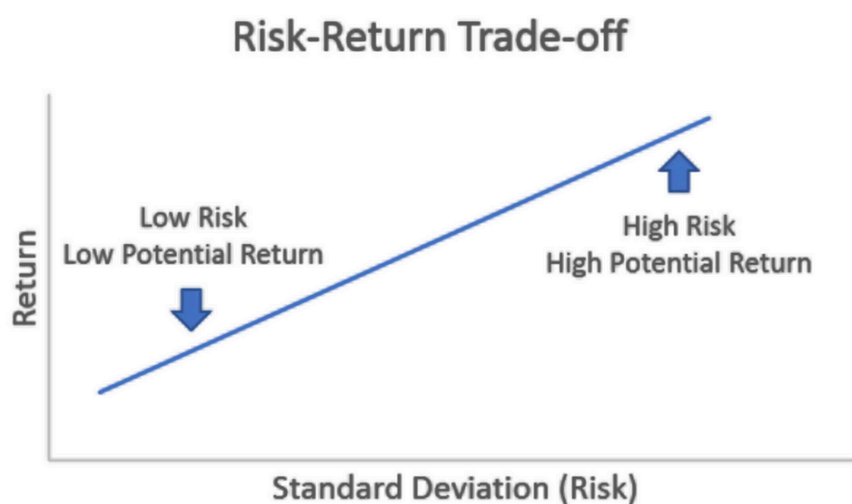 Risk-Return Trade-off
Low Risk
Low Potential Return
High Risk
High Potential Return
Return
Standard Deviation (Risk)